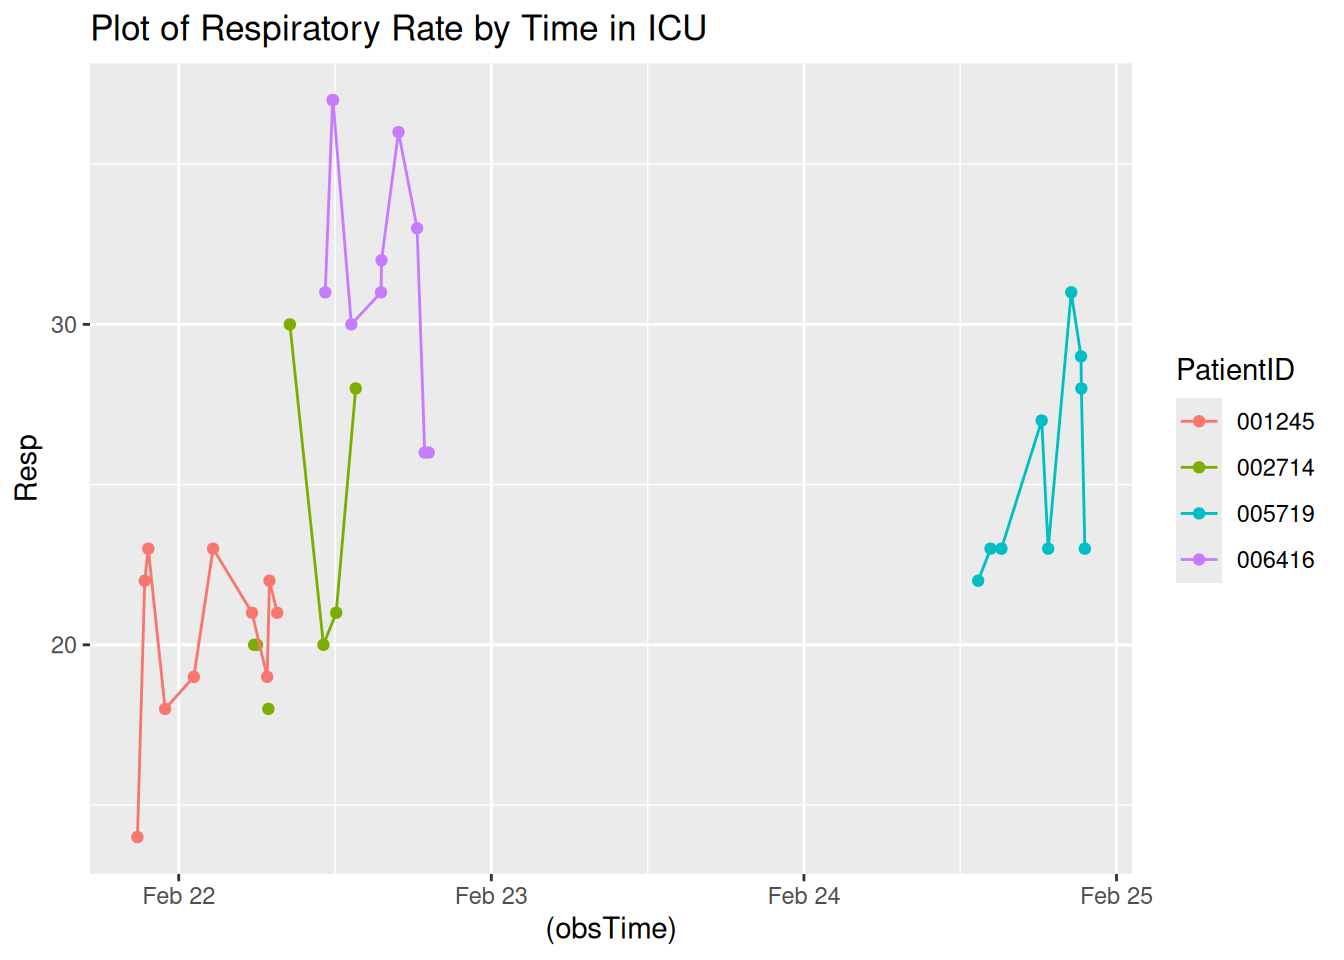 Plot of Respiratory Rate by Time in ICU
Resp
30
20
Feb 22
Feb 23
Feb 24
Feb 25
(obsTime)
PatientID
001245
002714
005719
006416